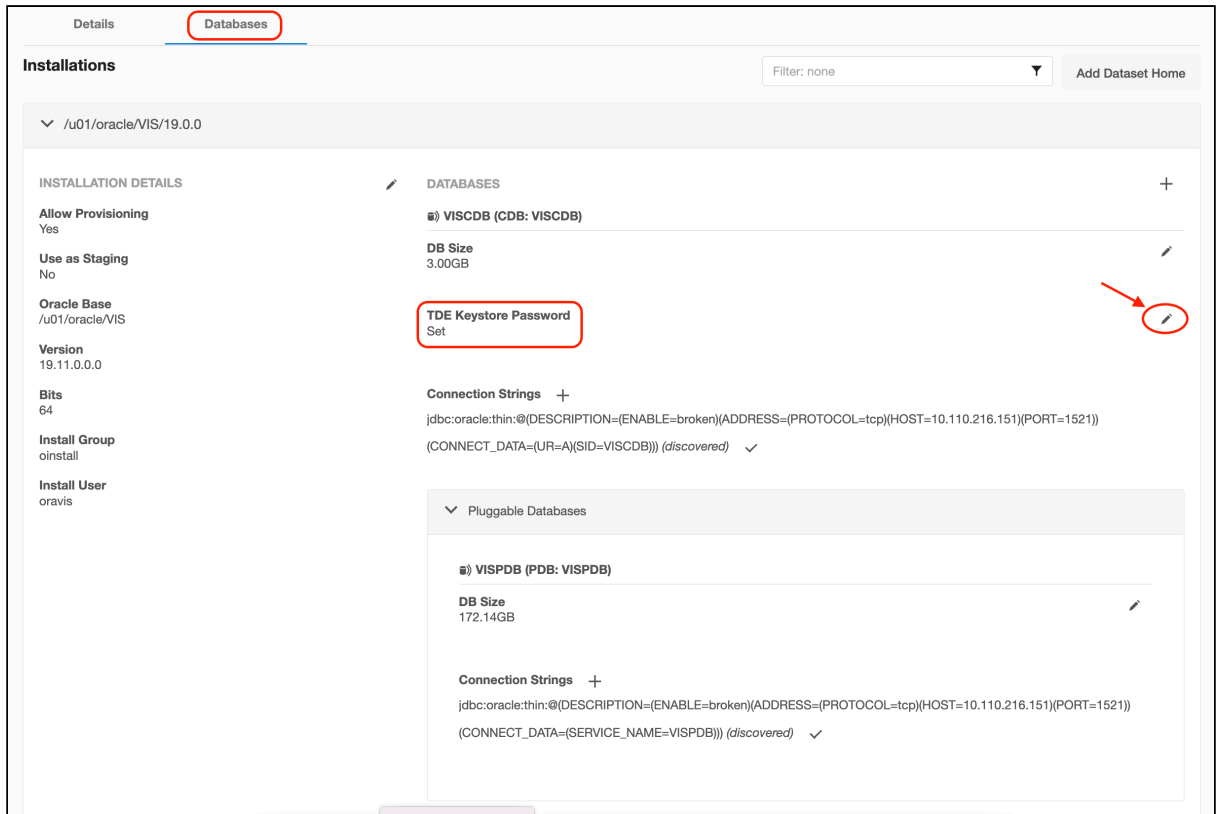 Details
Databases
Installations
Filter: none
Add Dataset Home
/u01/oracle/VIS/19.0.0
INSTALLATION DETAILS
Allow Provisioning
Yes
Use as Staging
No
Oracle Base
/u01/oracle/VIS
Version
19.11.0.0.0
Bits
64
Install Group
oinstall
Install User
oravis
DATABASES
VISCDB (CDB: VISCDB)
DB Size
3.00GB
TDE Keystore Password
Set
Connection Strings
jdbc:oracle:thin:@(DESCRIPTION=(ENABLE=broken)(ADDRESS=(PROTOCOL=tcp)(HOST=10.110.216.151)(PORT=1521))
(CONNECT_DATA=(UR=A)(SID=VISCDB))) (discovered)
Pluggable Databases
VISPDB (PDB: VISPDB)
DB Size
172.14GB
Connection Strings
jdbc:oracle:thin:@(DESCRIPTION=(ENABLE=broken)(ADDRESS=(PROTOCOL=tcp)(HOST=10.110.216.151)(PORT=1521))
(CONNECT_DATA=(SERVICE_NAME=VISPDB))) (discovered)